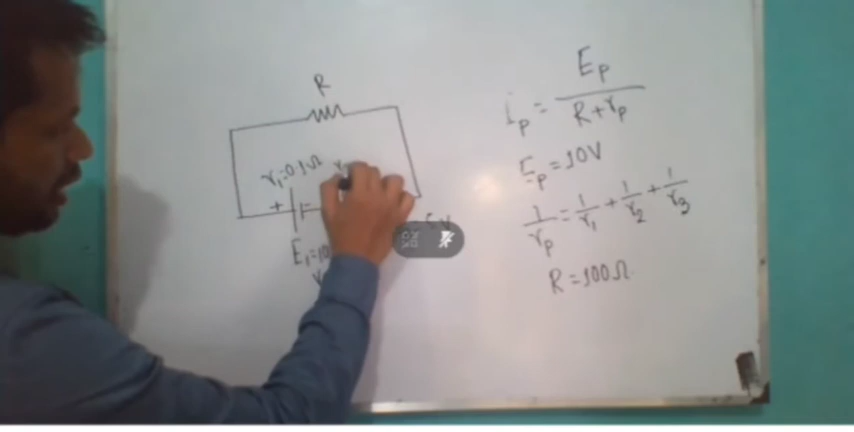 R
r₁=0.1Ω
+ -
E₁=10
Iₚ = Eₚ / (R+rₚ)
Eₚ =10V
1/rₚ = 1/r₁ + 1/r₂ + 1/r₃
R =100Ω